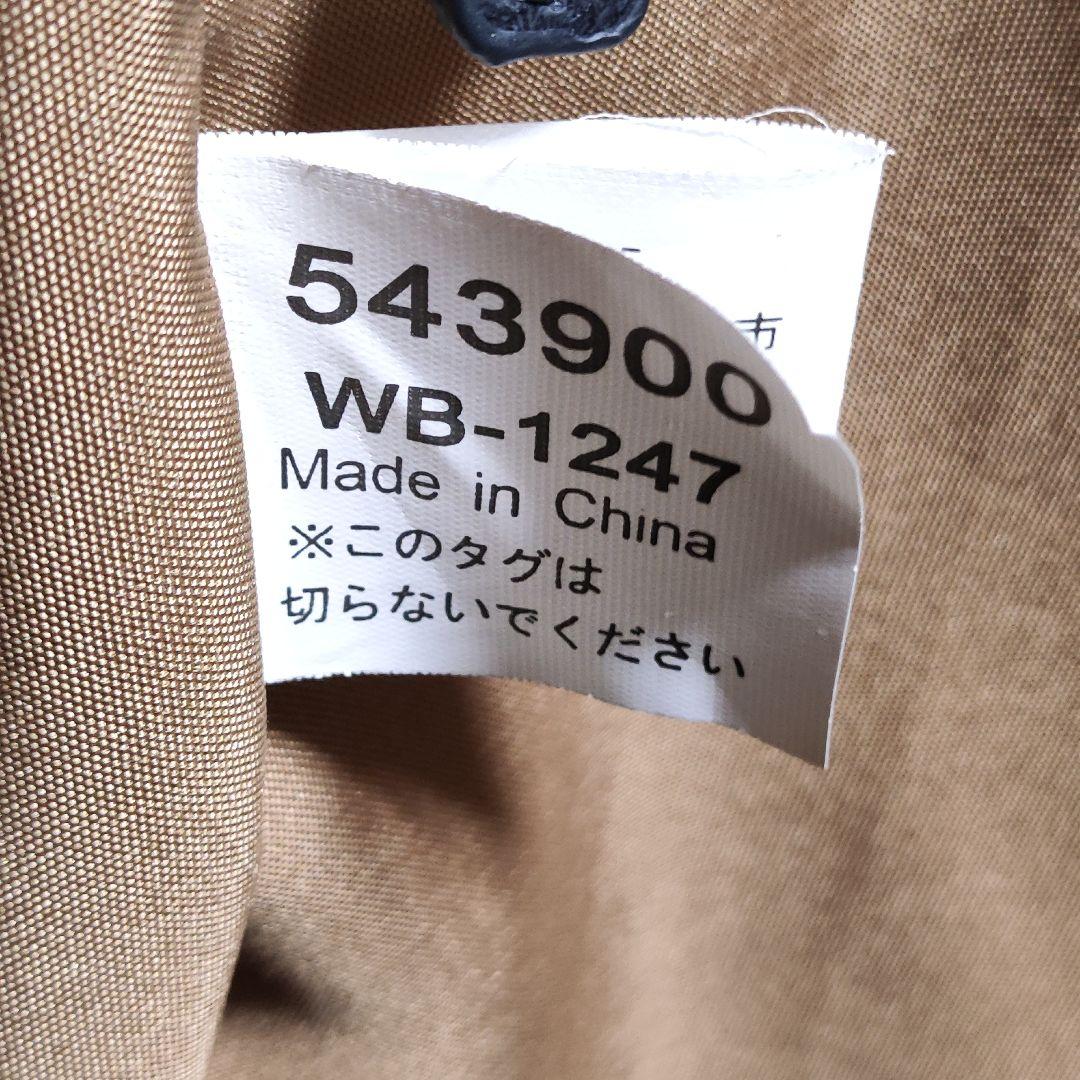 543900
WB-1247
Made in China
※このタグは
切らないでください
市